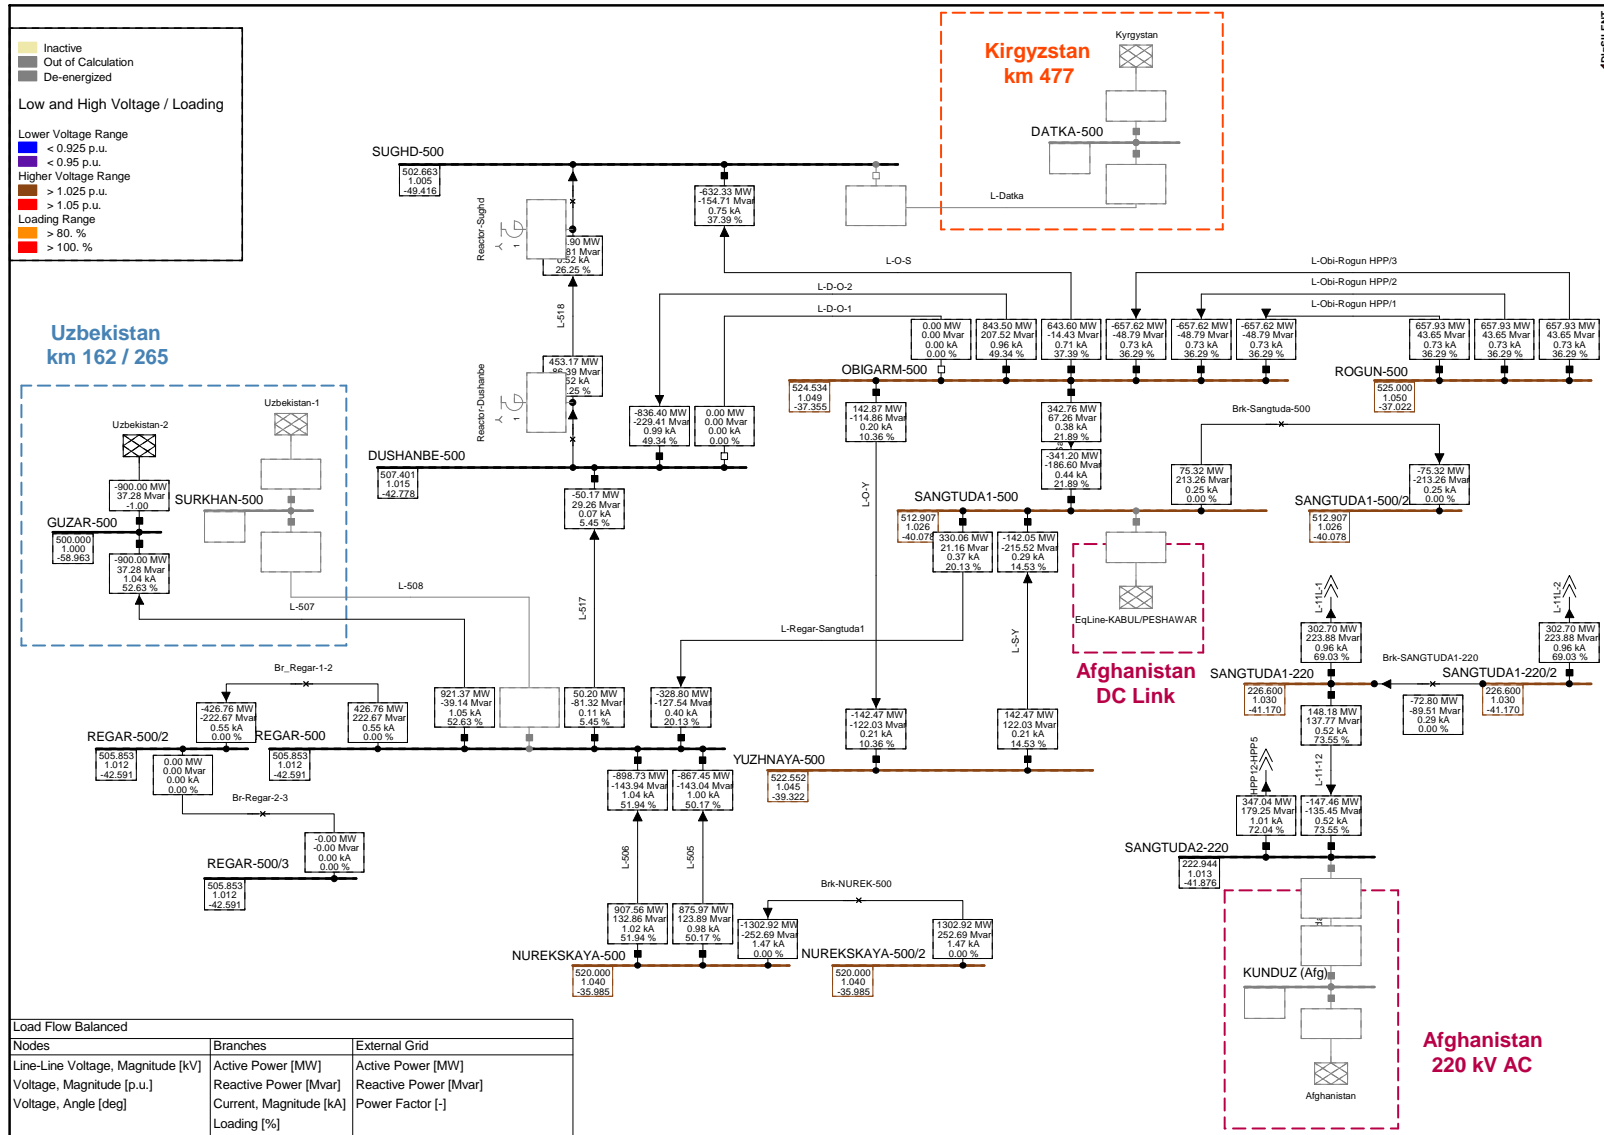 Inactive
Out of Calculation
De-energized
Low and High Voltage / Loading
Lower Voltage Range
< 0.925 p.u.
< 0.95 p.u.
Higher Voltage Range
> 1.025 p.u.
> 1.05 p.u.
Loading Range
> 80. %
> 100. %
Kirgyzstan
km 477
Kyrgystan
DATKA-500
L-Datka
SUGHD-500
502.663
1.005
-49.416
-632.33 MW
-154.71 Mvar
0.75 kA
37.39 %
Reactor-Sughd
1
.90 MW
81 Mvar
0.52 kA
26.25 %
L-518
L-O-S
L-D-O-2
L-D-O-1
L-Obi-Rogun HPP/3
L-Obi-Rogun HPP/2
L-Obi-Rogun HPP/1
Uzbekistan
km 162 / 265
Uzbekistan-1
Uzbekistan-2
-900.00 MW
37.28 Mvar
-1.00
SURKHAN-500
GUZAR-500
500.000
1.000
-58.963
-900.00 MW
37.28 Mvar
1.04 kA
52.63 %
L-508
L-507
453.17 MW
-86.39 Mvar
.52 kA
.25 %
Reactor-Dushanbe
1
0.00 MW
0.00 Mvar
0.00 kA
0.00 %
843.50 MW
207.52 Mvar
0.96 kA
49.34 %
643.60 MW
-14.43 Mvar
0.71 kA
37.39 %
-657.62 MW
-48.79 Mvar
0.73 kA
36.29 %
-657.62 MW
-48.79 Mvar
0.73 kA
36.29 %
-657.62 MW
-48.79 Mvar
0.73 kA
36.29 %
657.93 MW
43.65 Mvar
0.73 kA
36.29 %
657.93 MW
43.65 Mvar
0.73 kA
36.29 %
657.93 MW
43.65 Mvar
0.73 kA
36.29 %
OBIGARM-500
524.534
1.049
-37.355
ROGUN-500
525.000
1.050
-37.022
-836.40 MW
-229.41 Mvar
0.99 kA
49.34 %
0.00 MW
0.00 Mvar
0.00 kA
0.00 %
DUSHANBE-500
507.401
1.015
-42.778
142.87 MW
-114.86 Mvar
0.20 kA
10.36 %
342.76 MW
67.26 Mvar
0.38 kA
21.89 %
-341.20 MW
-186.60 Mvar
0.44 kA
21.89 %
Brk-Sangtuda-500
75.32 MW
213.26 Mvar
0.25 kA
0.00 %
-75.32 MW
-213.26 Mvar
0.25 kA
0.00 %
L-O-Y
SANGTUDA1-500
512.907
1.026
-40.078
SANGTUDA1-500/2
512.907
1.026
-40.078
-50.17 MW
29.26 Mvar
0.07 kA
5.45 %
330.06 MW
21.16 Mvar
0.37 kA
20.13 %
-142.05 MW
-215.52 Mvar
0.29 kA
14.53 %
L-517
L-Regar-Sangtuda1
L-S-Y
EqLine-KABUL/PESHAWAR
Afghanistan
DC Link
L-11L-1
L-11L-2
302.70 MW
223.88 Mvar
0.96 kA
69.03 %
302.70 MW
223.88 Mvar
0.96 kA
69.03 %
Brk-SANGTUDA1-220
SANGTUDA1-220
226.600
1.030
-41.170
SANGTUDA1-220/2
226.600
1.030
-41.170
-72.80 MW
-89.51 Mvar
0.29 kA
0.00 %
148.18 MW
137.77 Mvar
0.52 kA
73.55 %
Br_Regar-1-2
-426.76 MW
-222.67 Mvar
0.55 kA
0.00 %
426.76 MW
222.67 Mvar
0.55 kA
0.00 %
921.37 MW
-39.14 Mvar
1.05 kA
52.63 %
50.20 MW
-81.32 Mvar
0.11 kA
5.45 %
-328.80 MW
-127.54 Mvar
0.40 kA
20.13 %
-142.47 MW
-122.03 Mvar
0.21 kA
10.36 %
142.47 MW
122.03 Mvar
0.21 kA
14.53 %
REGAR-500/2
505.853
1.012
-42.591
REGAR-500
505.853
1.012
-42.591
0.00 MW
0.00 Mvar
0.00 kA
0.00 %
Br-Regar-2-3
-0.00 MW
-0.00 Mvar
0.00 kA
0.00 %
REGAR-500/3
505.853
1.012
-42.591
YUZHNAYA-500
522.552
1.045
-39.322
-898.73 MW
-143.94 Mvar
1.04 kA
51.94 %
-867.45 MW
-143.04 Mvar
1.00 kA
50.17 %
L-506
L-505
HPP12-HPP5
L-11-12
347.04 MW
179.25 Mvar
1.01 kA
72.04 %
-147.46 MW
-135.45 Mvar
0.52 kA
73.55 %
SANGTUDA2-220
222.944
1.013
-41.876
Brk-NUREK-500
907.56 MW
132.86 Mvar
1.02 kA
51.94 %
875.97 MW
123.89 Mvar
0.98 kA
50.17 %
-1302.92 MW
-252.69 Mvar
1.47 kA
0.00 %
1302.92 MW
252.69 Mvar
1.47 kA
0.00 %
NUREKSKAYA-500
520.000
1.040
-35.985
NUREKSKAYA-500/2
520.000
1.040
-35.985
KUNDUZ (Afg)
Afghanistan
Afghanistan
220 kV AC
Load Flow Balanced
Nodes
Branches
External Grid
Line-Line Voltage, Magnitude [kV]
Active Power [MW]
Active Power [MW]
Voltage, Magnitude [p.u.]
Reactive Power [Mvar]
Reactive Power [Mvar]
Voltage, Angle [deg]
Current, Magnitude [kA]
Power Factor [-]
Loading [%]